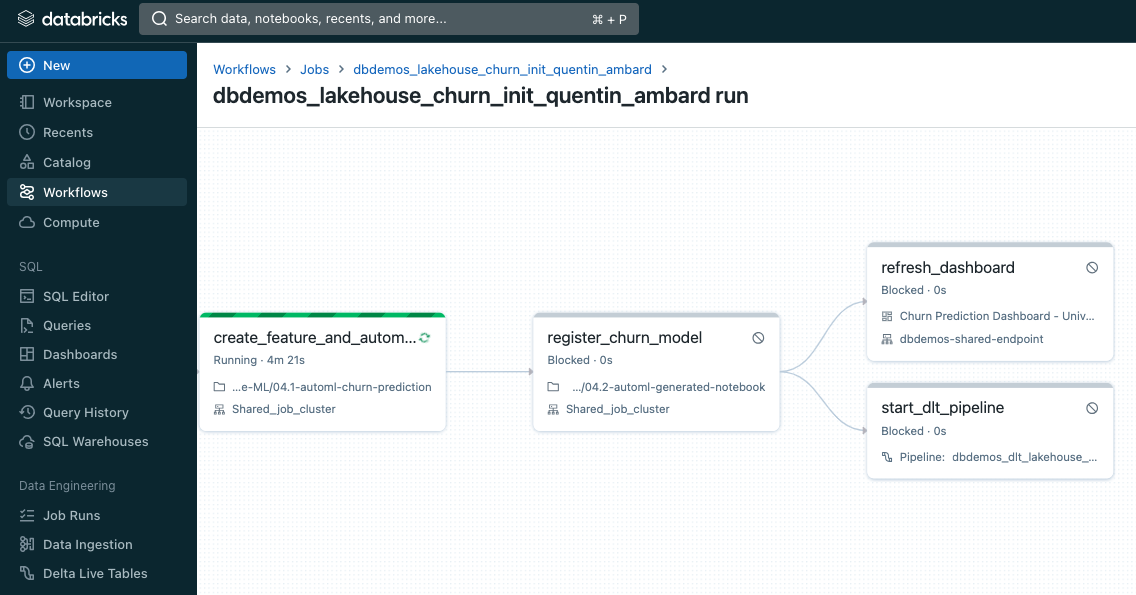 databricks
Search data, notebooks, recents, and more...
⌘ + P
New
Workspace
Recents
Catalog
Workflows
Compute
SQL
SQL Editor
Queries
Dashboards
Alerts
Query History
SQL Warehouses
Data Engineering
Job Runs
Data Ingestion
Delta Live Tables
Workflows > Jobs > dbdemos_lakehouse_churn_init_quentin_ambard >
dbdemos_lakehouse_churn_init_quentin_ambard run
create_feature_and_autom...
Running · 4m 21s
...e-ML/04.1-automl-churn-prediction
Shared_job_cluster
register_churn_model
Blocked · 0s
.../04.2-automl-generated-notebook
Shared_job_cluster
refresh_dashboard
Blocked · 0s
Churn Prediction Dashboard - Univ...
dbdemos-shared-endpoint
start_dlt_pipeline
Blocked · 0s
Pipeline: dbdemos_dlt_lakehouse_...